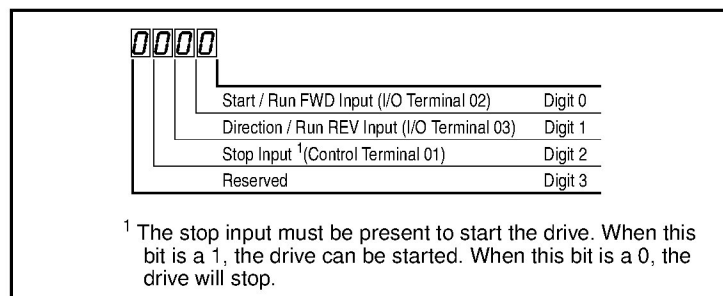 0000
Start / Run FWD Input (I/O Terminal 02) Digit 0
Direction / Run REV Input (I/O Terminal 03) Digit 1
Stop Input ¹(Control Terminal 01) Digit 2
Reserved Digit 3
¹ The stop input must be present to start the drive. When this
bit is a 1, the drive can be started. When this bit is a 0, the
drive will stop.